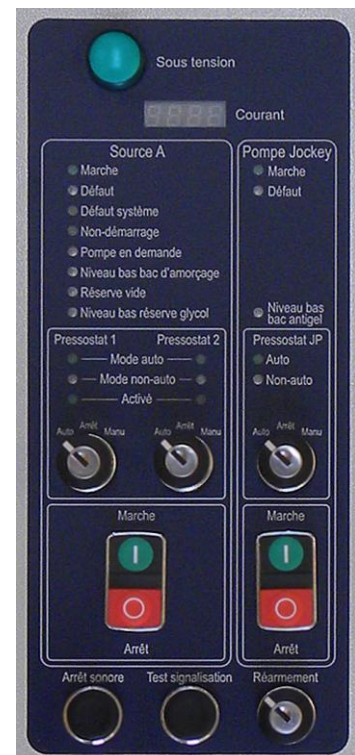 Sous tension
Courant
Source A
Marche
Défaut
Défaut système
Non-démarrage
Pompe en demande
Niveau bas bac d'amorçage
Réserve vide
Niveau bas réserve glycol
Pompe Jockey
Marche
Défaut
Niveau bas
bac antigel
Pressostat 1 Pressostat 2
Mode auto
Mode non-auto
Activé
Auto Arrêt Manu Auto Arrêt Manu
Pressostat JP
Auto
Non-auto
Auto Arrêt Manu
Marche
I
O
Arrêt
Marche
I
O
Arrêt
Arrêt sonore Test signalisation Réarmement